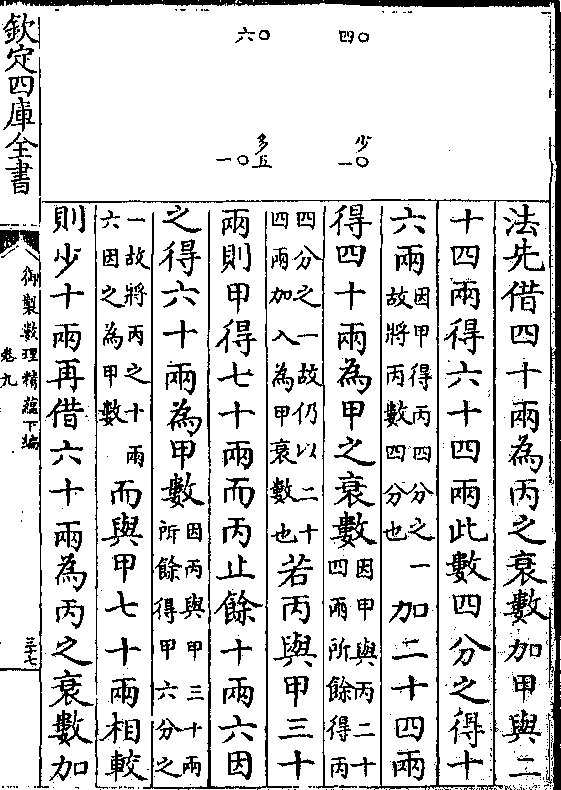 四〇
六〇
少一〇
多五
一〇
法先借四十兩為丙之衰數加甲與二
十四兩得六十四兩此數四分之得十
六兩因甲得丙四分之一故將丙數四分也加二十四兩
得四十兩為甲之衰數因甲與丙二十四兩所餘得丙
四分之一故仍以二十四兩加入為甲衰數也若丙與甲三十
兩則甲得七十兩而丙止餘十兩六因
之得六十兩為甲數因丙與甲三十兩所餘得甲六分之
一故將丙之十兩六因之為甲數而與甲七十兩相較
則少十兩再借六十兩為丙之衰數加
欽定四庫全書
御製數理精蘊下編
卷九
三七